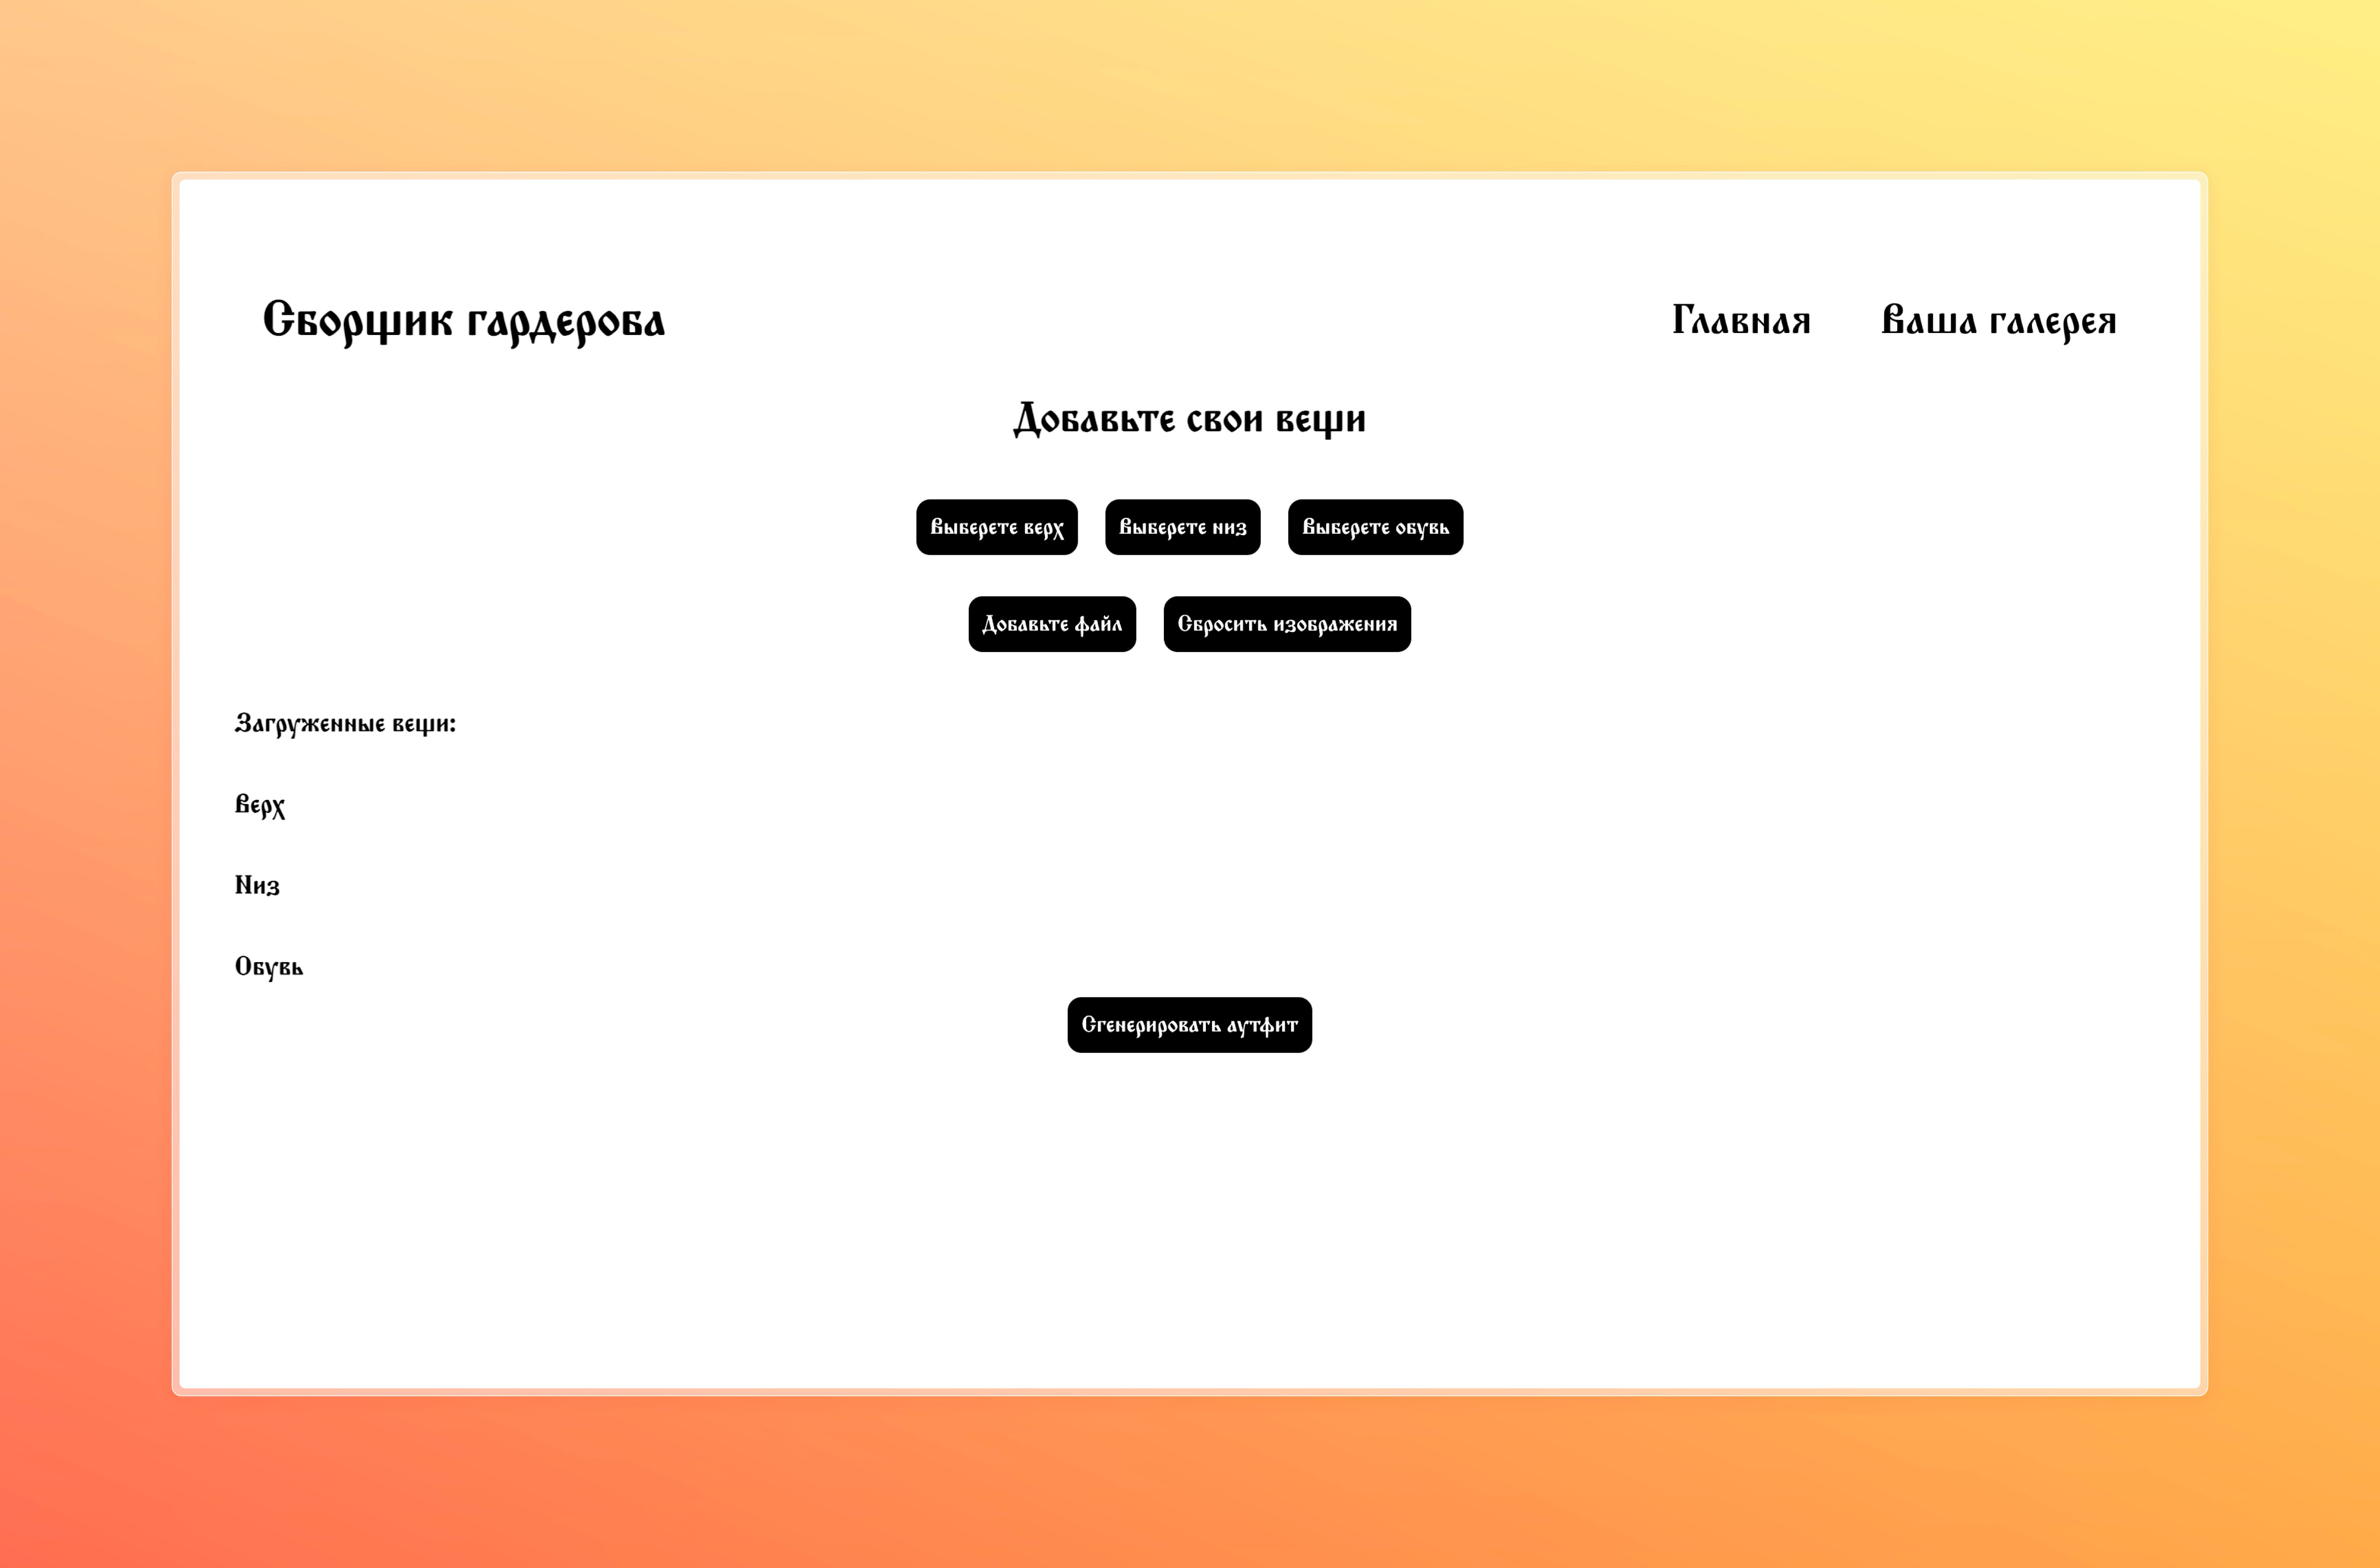 Сборщик гардероба
Главная Ваша галерея
Добавьте свои вещи
Выберете верх Выберете низ Выберете обувь
Добавьте файл Сбросить изображения
Загруженные вещи:
Верх
Низ
Обувь
Сгенерировать аутфит